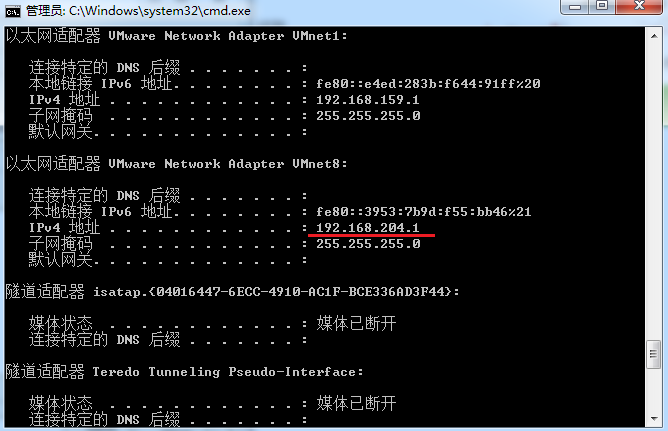 管理员: C:\Windows\system32\cmd.exe
以太网适配器 VMware Network Adapter VMnet1:
连接特定的 DNS 后缀 . . . . . . . :
本地链接 IPv6 地址. . . . . . . . : fe80::e4ed:283b:f644:91ff%20
IPv4 地址 . . . . . . . . . . . . : 192.168.159.1
子网掩码 . . . . . . . . . . . . : 255.255.255.0
默认网关. . . . . . . . . . . . . :
以太网适配器 VMware Network Adapter VMnet8:
连接特定的 DNS 后缀 . . . . . . . :
本地链接 IPv6 地址. . . . . . . . : fe80::3953:7b9d:f55:bb46%21
IPv4 地址 . . . . . . . . . . . . : 192.168.204.1
子网掩码 . . . . . . . . . . . . : 255.255.255.0
默认网关. . . . . . . . . . . . . :
隧道适配器 isatap.{04016447-6ECC-4910-AC1F-BCE336AD3F44}:
媒体状态 . . . . . . . . . . . . : 媒体已断开
连接特定的 DNS 后缀 . . . . . . . :
隧道适配器 Teredo Tunneling Pseudo-Interface:
媒体状态 . . . . . . . . . . . . : 媒体已断开
连接特定的 DNS 后缀 . . . . . . . :